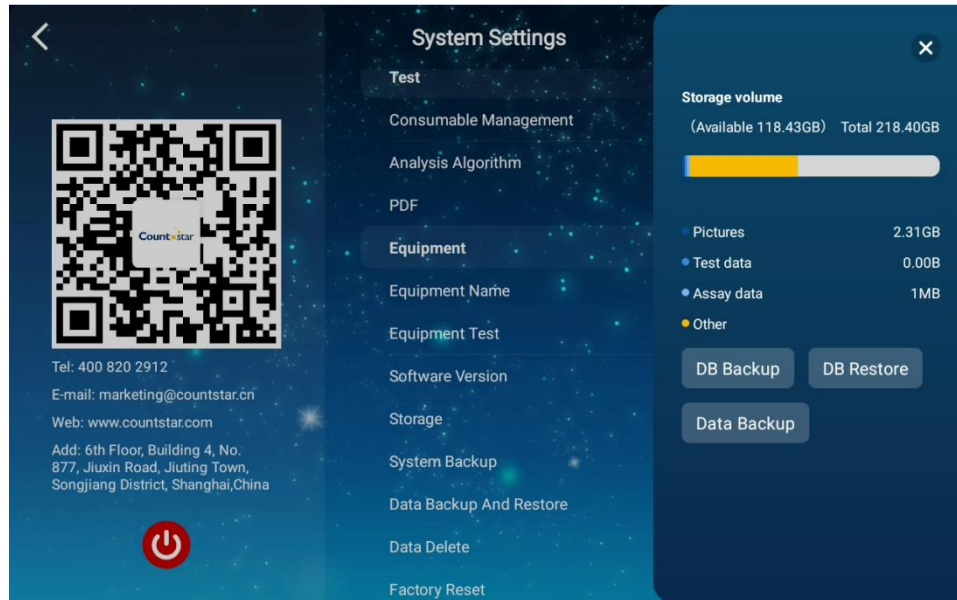 Count star
Tel: 400 820 2912
E-mail: marketing@countstar.cn
Web: www.countstar.com
Add: 6th Floor, Building 4, No.
877, Jiuxin Road, Jiuting Town,
Songjiang District, Shanghai,China
System Settings
Test
Consumable Management
Analysis Algorithm
PDF
Equipment
Equipment Name
Equipment Test
Software Version
Storage
System Backup
Data Backup And Restore
Data Delete
Factory Reset
Storage volume
(Available 118.43GB) Total 218.40GB
Pictures 2.31GB
Test data 0.00B
Assay data 1MB
Other
DB Backup DB Restore
Data Backup